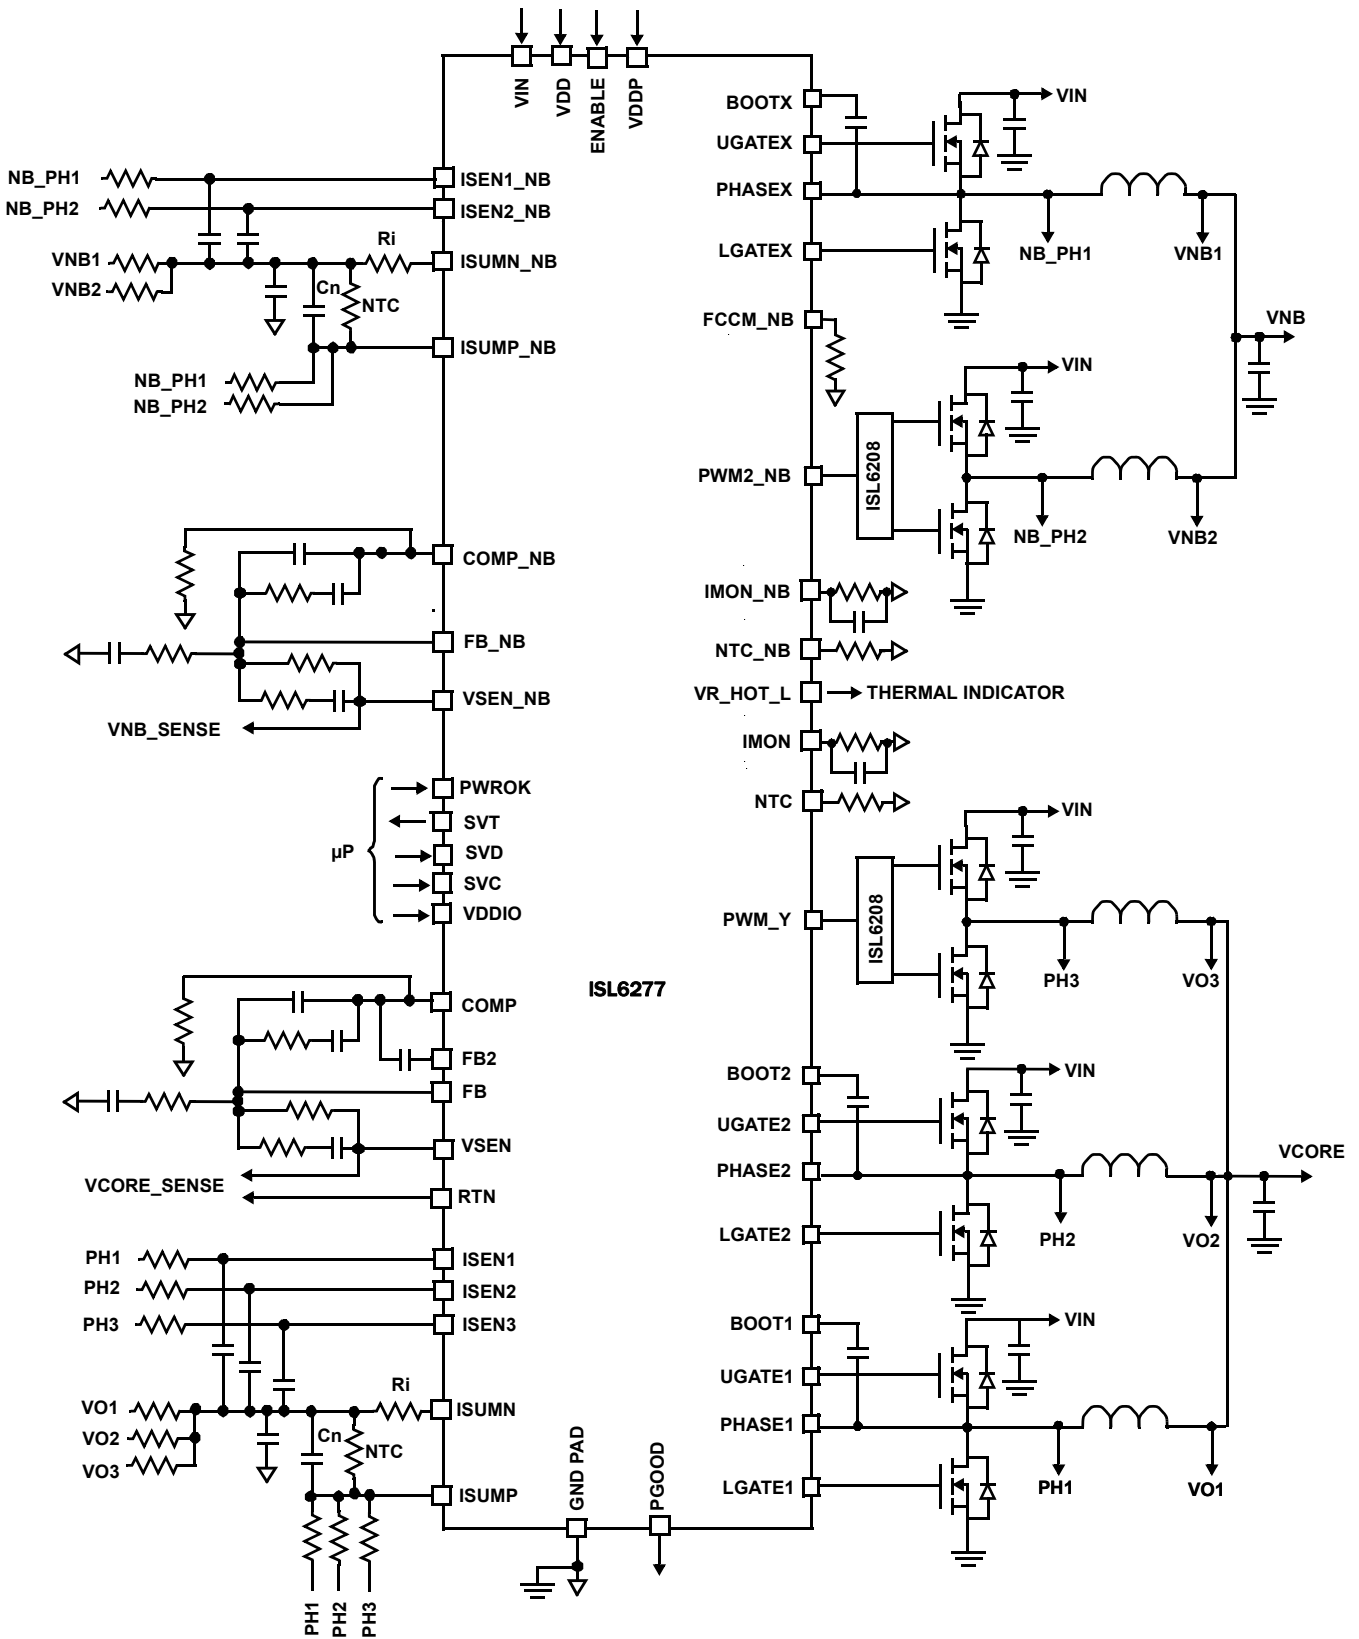 VIN
VDD
ENABLE
VDDP
NB_PH1
NB_PH2
VNB1
VNB2
Ri
Cn
NTC
NB_PH1
NB_PH2
ISEN1_NB
ISEN2_NB
ISUMN_NB
ISUMP_NB
COMP_NB
FB_NB
VSEN_NB
VNB_SENSE
µP
PWROK
SVT
SVD
SVC
VDDIO
COMP
FB2
FB
VSEN
VCORE_SENSE
RTN
PH1
PH2
PH3
ISEN1
ISEN2
ISEN3
VO1
VO2
VO3
Ri
Cn
NTC
ISUMN
ISUMP
PH1
PH2
PH3
GND PAD
PGOOD
ISL6277
BOOTX
UGATEX
PHASEX
LGATEX
FCCM_NB
PWM2_NB
IMON_NB
NTC_NB
VR_HOT_L
THERMAL INDICATOR
IMON
NTC
PWM_Y
BOOT2
UGATE2
PHASE2
LGATE2
BOOT1
UGATE1
PHASE1
LGATE1
VIN
NB_PH1
VNB1
VNB
VIN
ISL6208
NB_PH2
VNB2
VIN
ISL6208
PH3
VO3
VIN
PH2
VO2
VCORE
VIN
PH1
VO1